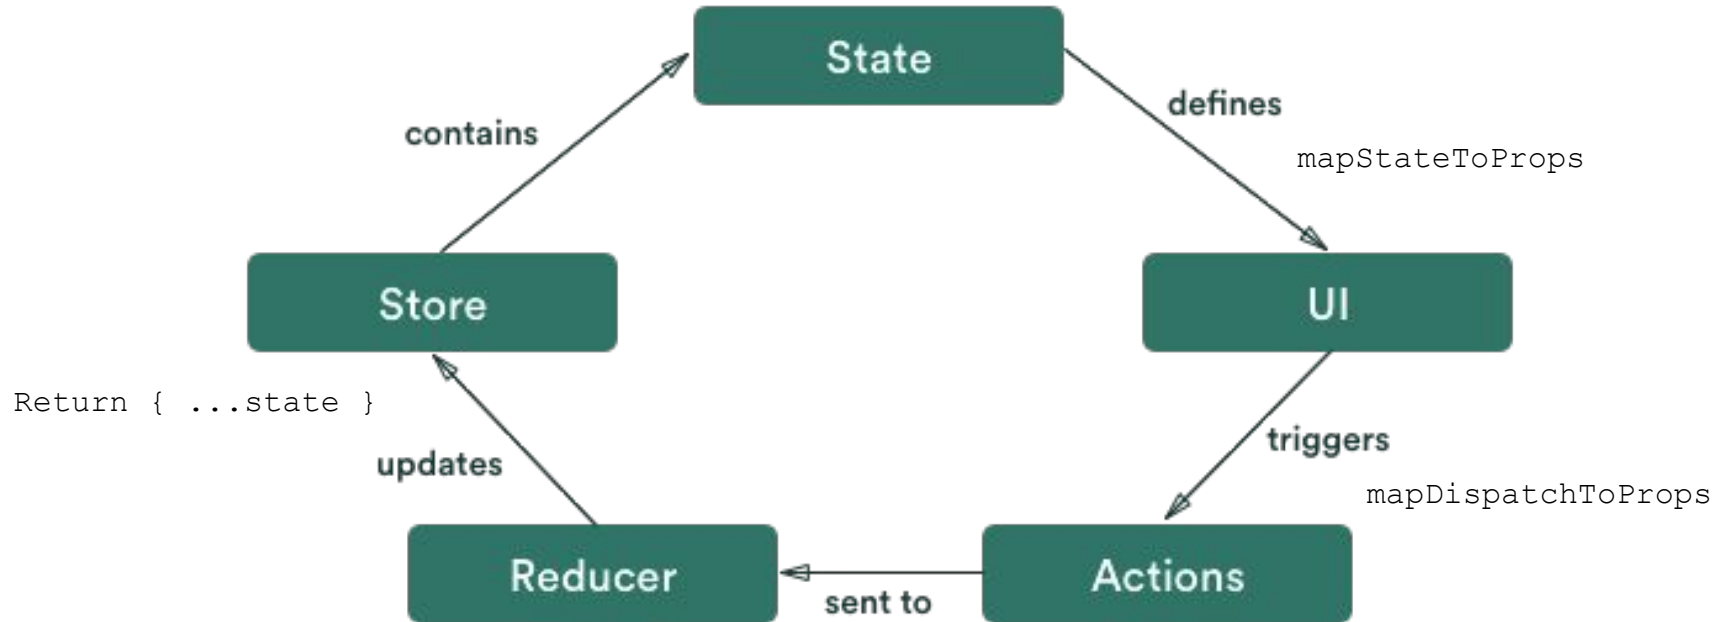 State
defines
contains
mapStateToProps
Store
UI
Return { ...state }
triggers
updates
mapDispatchToProps
Reducer
Actions
sent to